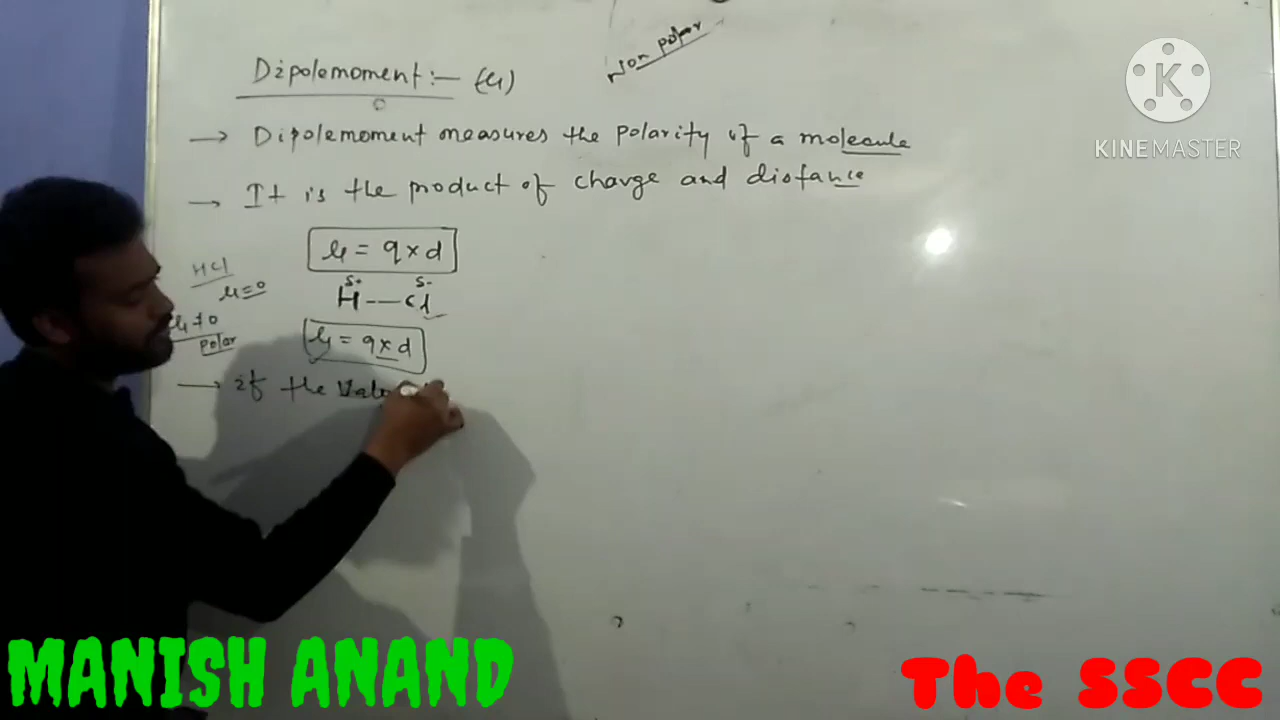 Non polar
Dipolemoment :— (μ)
→ Dipolemoment measures the polarity of a molecule
→ It is the product of charge and distance
μ = q × d
HCl
μ = 0
δ+ δ-
H --- Cl
μ ≠ 0
polar
μ = q × d
→ if the Value
KINEMASTER
MANISH ANAND
The SSCC